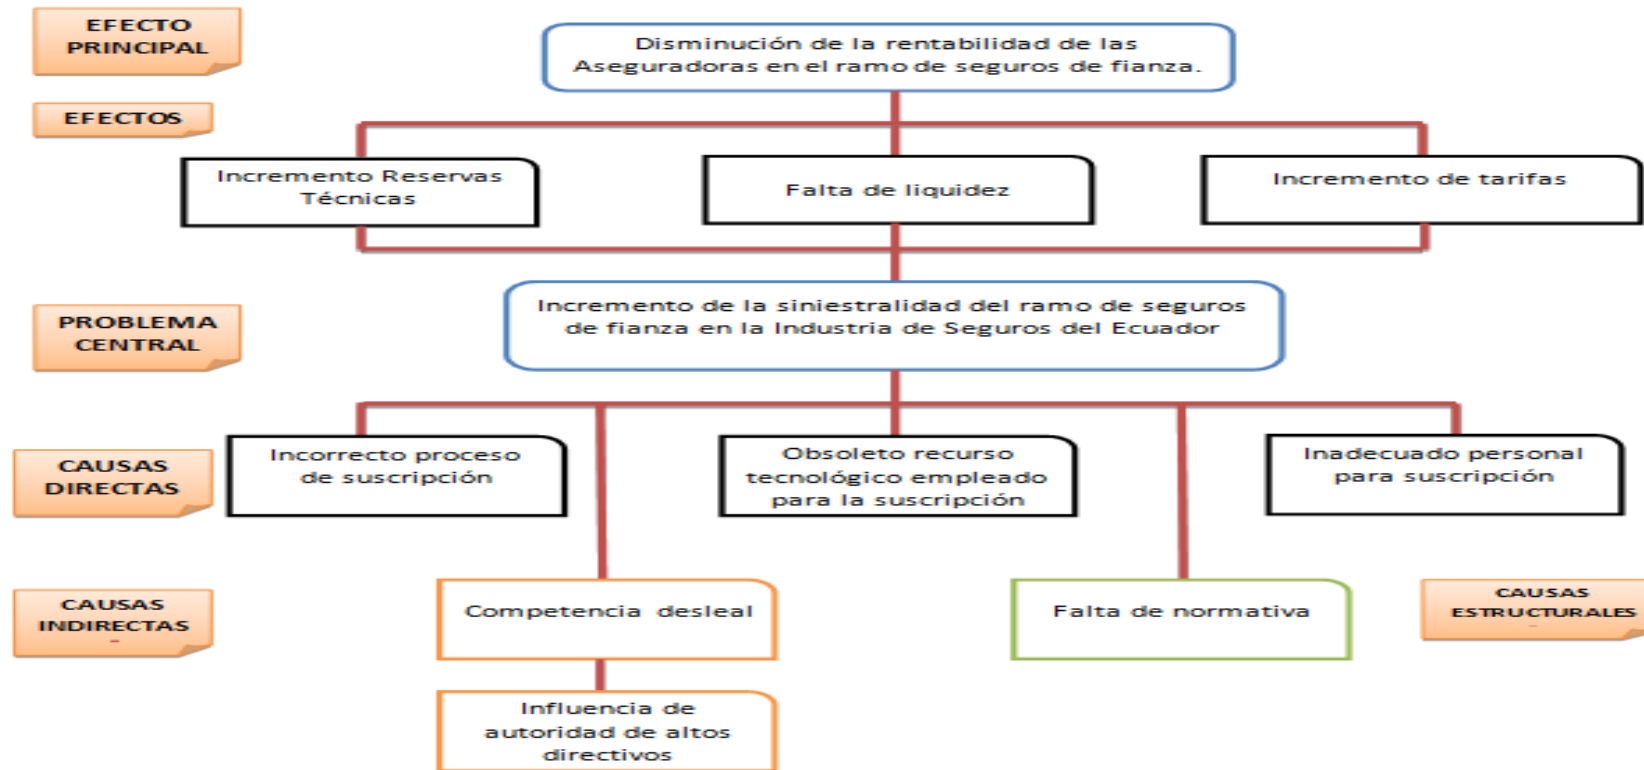 EFECTO
PRINCIPAL
Disminución de la rentabilidad de las
Aseguradoras en el ramo de seguros de fianza.
EFECTOS
Incremento Reservas
Técnicas
Falta de liquidez
Incremento de tarifas
PROBLEMA
CENTRAL
Incremento de la siniestralidad del ramo de seguros
de fianza en la Industria de Seguros del Ecuador
CAUSAS
DIRECTAS
Incorrecto proceso
de suscripción
Obsoleto recurso
tecnológico empleado
para la suscripción
Inadecuado personal
para suscripción
CAUSAS
INDIRECTAS
Competencia desleal
Falta de normativa
CAUSAS
ESTRUCTURALES
Influencia de
autoridad de altos
directivos